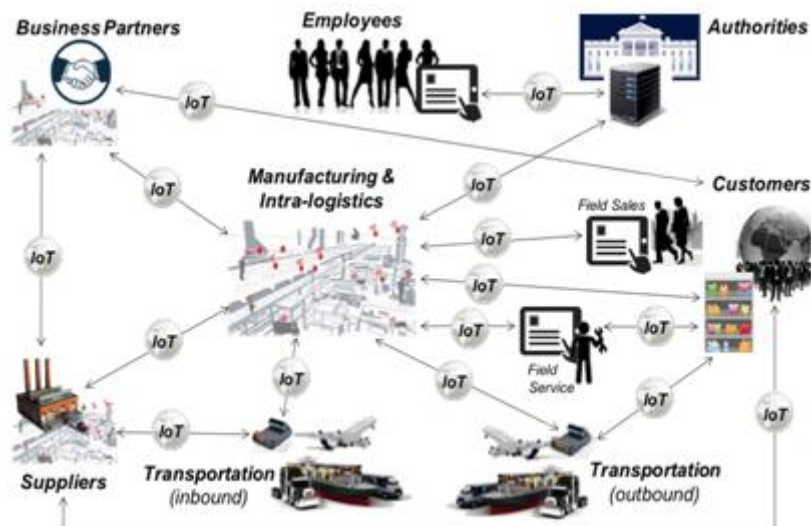 Employees
Business Partners
Authorities
IoT
IoT
IoT
Manufacturing &
Intra-logistics
IoT
Customers
Field Sales
IoT
IoT
IoT
IoT
IoT
IoT
IoT
Field
Service
IoT
IoT
IoT
IoT
IoT
Suppliers
Transportation
(inbound)
Transportation
(outbound)